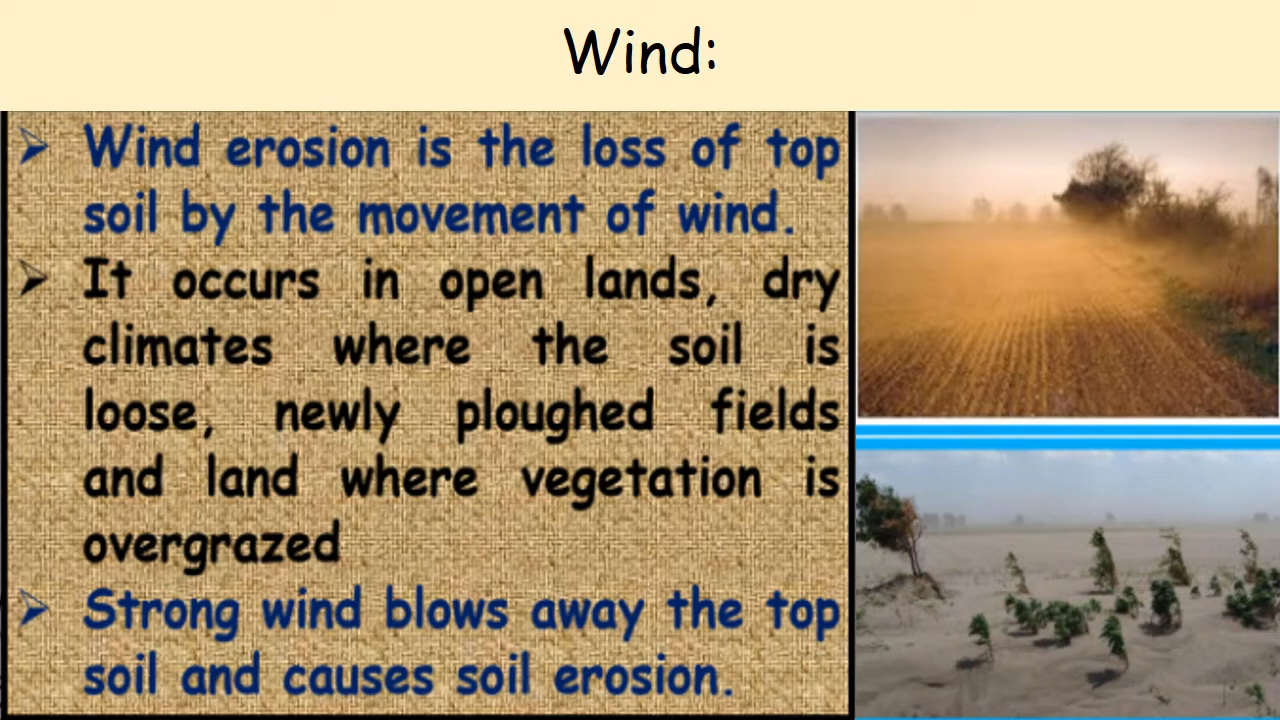 Wind:
➢ Wind erosion is the loss of top
soil by the movement of wind.
➢ It occurs in open lands, dry
climates where the soil is
loose, newly ploughed fields
and land where vegetation is
overgrazed
➢ Strong wind blows away the top
soil and causes soil erosion.